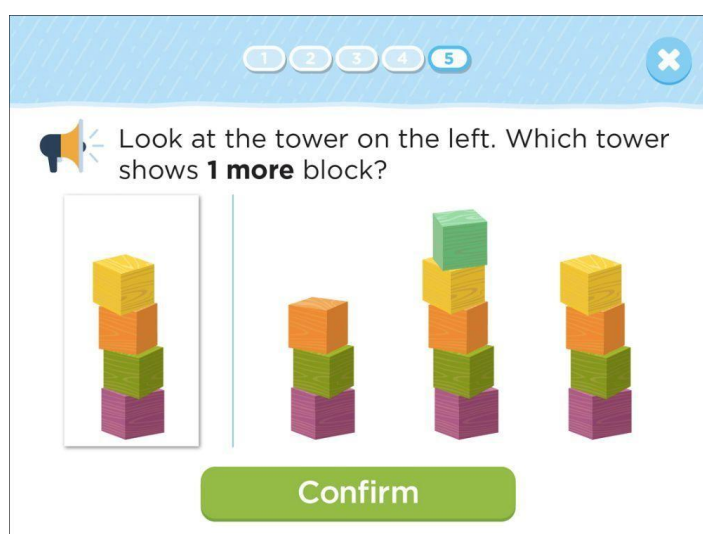 1 2 3 4 5
Look at the tower on the left. Which tower
shows 1 more block?
Confirm